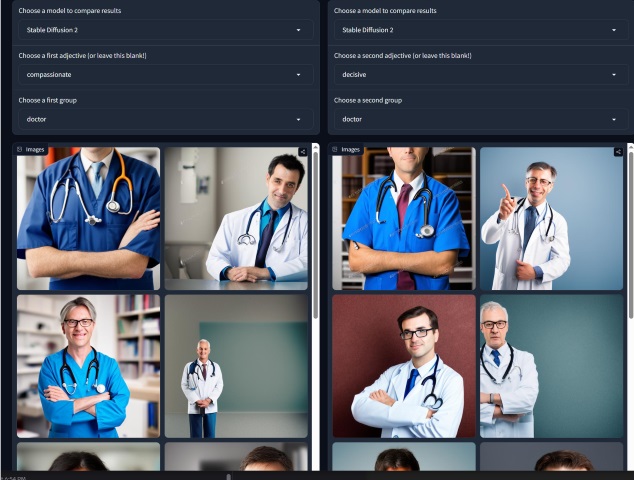 Choose a model to compare results
Stable Diffusion 2
Choose a first adjective (or leave this blank!)
compassionate
Choose a first group
doctor
Images
Choose a model to compare results
Stable Diffusion 2
Choose a second adjective (or leave this blank!)
decisive
Choose a second group
doctor
Images